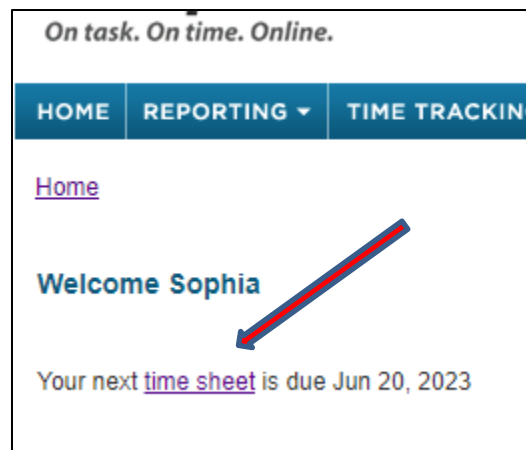 On task. On time. Online.
HOME REPORTING TIME TRACKIN
Home
Welcome Sophia
Your next time sheet is due Jun 20, 2023